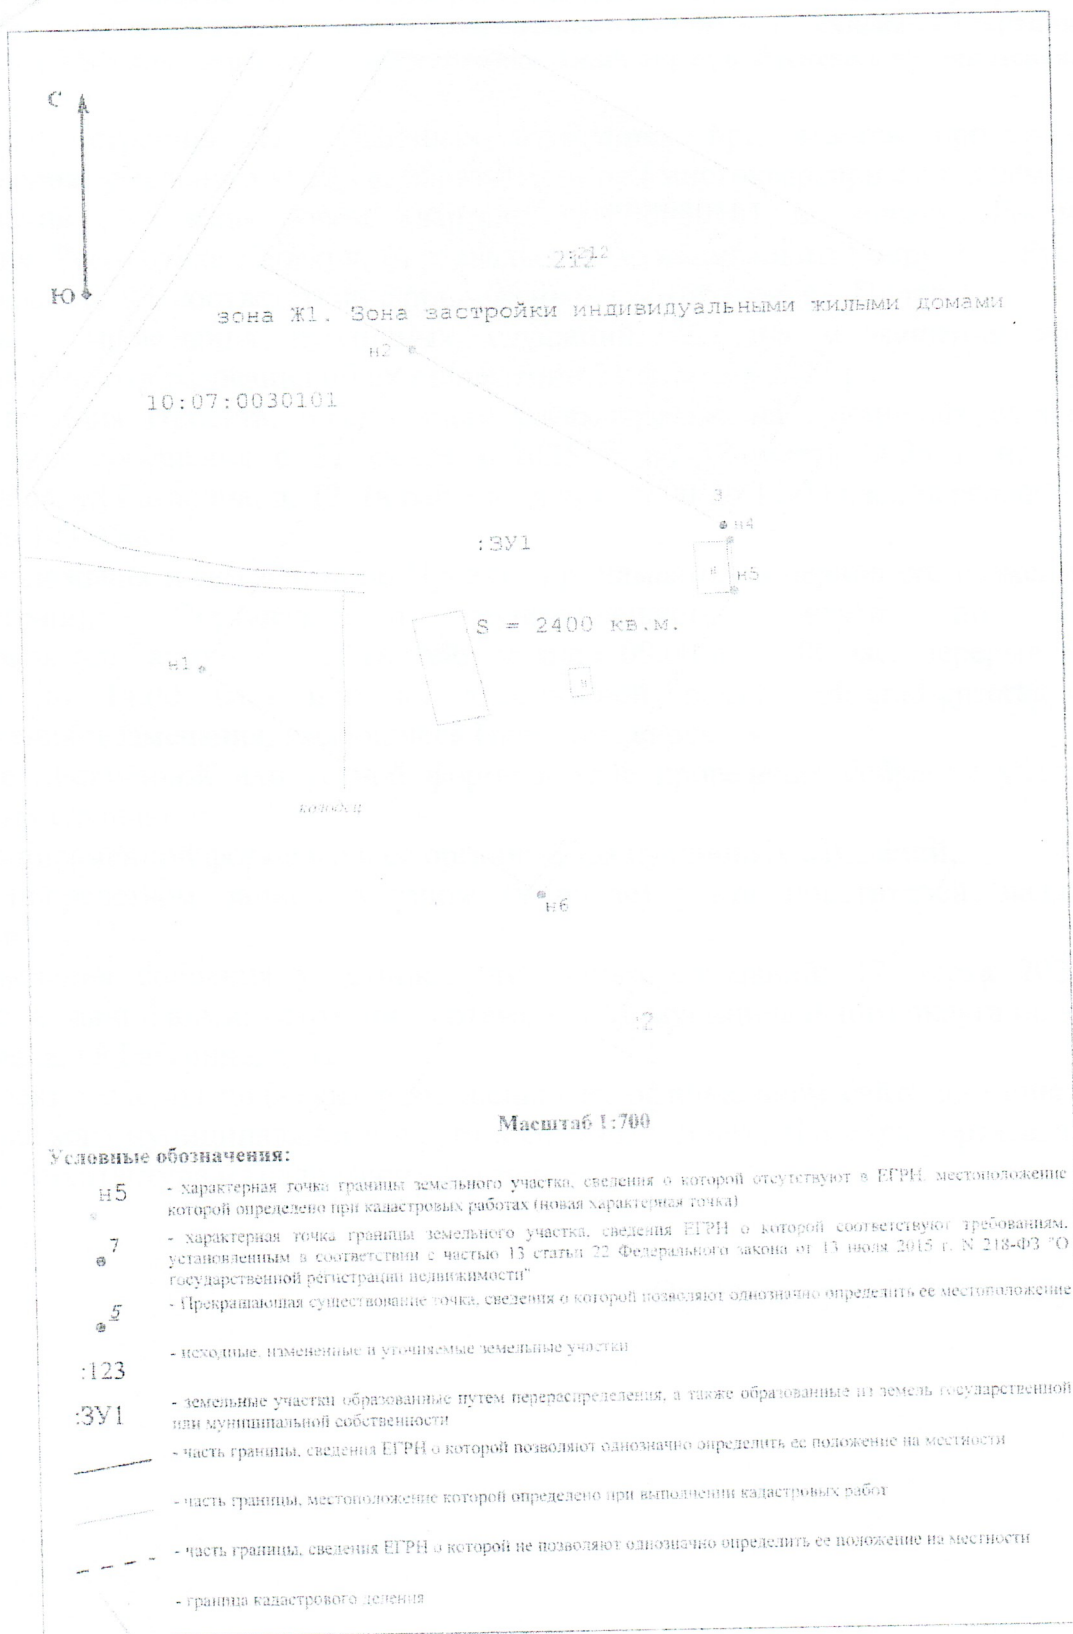 С
:212
Ю
зона Ж1. Зона застройки индивидуальными жилыми домами
н2
10:07:0030101
3
н4
:ЗУ1
н5
S = 2400 кв.м.
н1
колодец
н6
:2
Масштаб 1:700
Условные обозначения:
н5 - характерная точка границы земельного участка, сведения о которой отсутствуют в ЕГРН, местоположение
которой определено при кадастровых работах (новая характерная точка)
7 - характерная точка границы земельного участка, сведения ЕГРН о которой соответствуют требованиям,
установленным в соответствии с частью 13 статьи 22 Федерального закона от 13 июля 2015 г. N 218-ФЗ "О
государственной регистрации недвижимости"
5 - Прекращающая существование точка, сведения о которой позволяют однозначно определить ее местоположение
:123 - исходные, измененные и уточняемые земельные участки
:ЗУ1 - земельные участки образованные путем перераспределения, а также образованные из земель государственной
или муниципальной собственности
- часть границы, сведения ЕГРН о которой позволяют однозначно определить ее положение на местности
- часть границы, местоположение которой определено при выполнении кадастровых работ
- часть границы, сведения ЕГРН о которой не позволяют однозначно определить ее положение на местности
- граница кадастрового деления